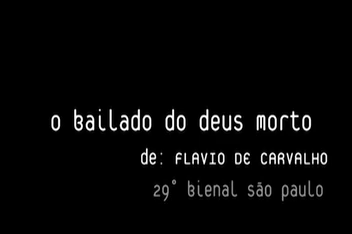 o bailado do deus morto
de: FLAVIO DE CARVALHO
29° bienal são paulo